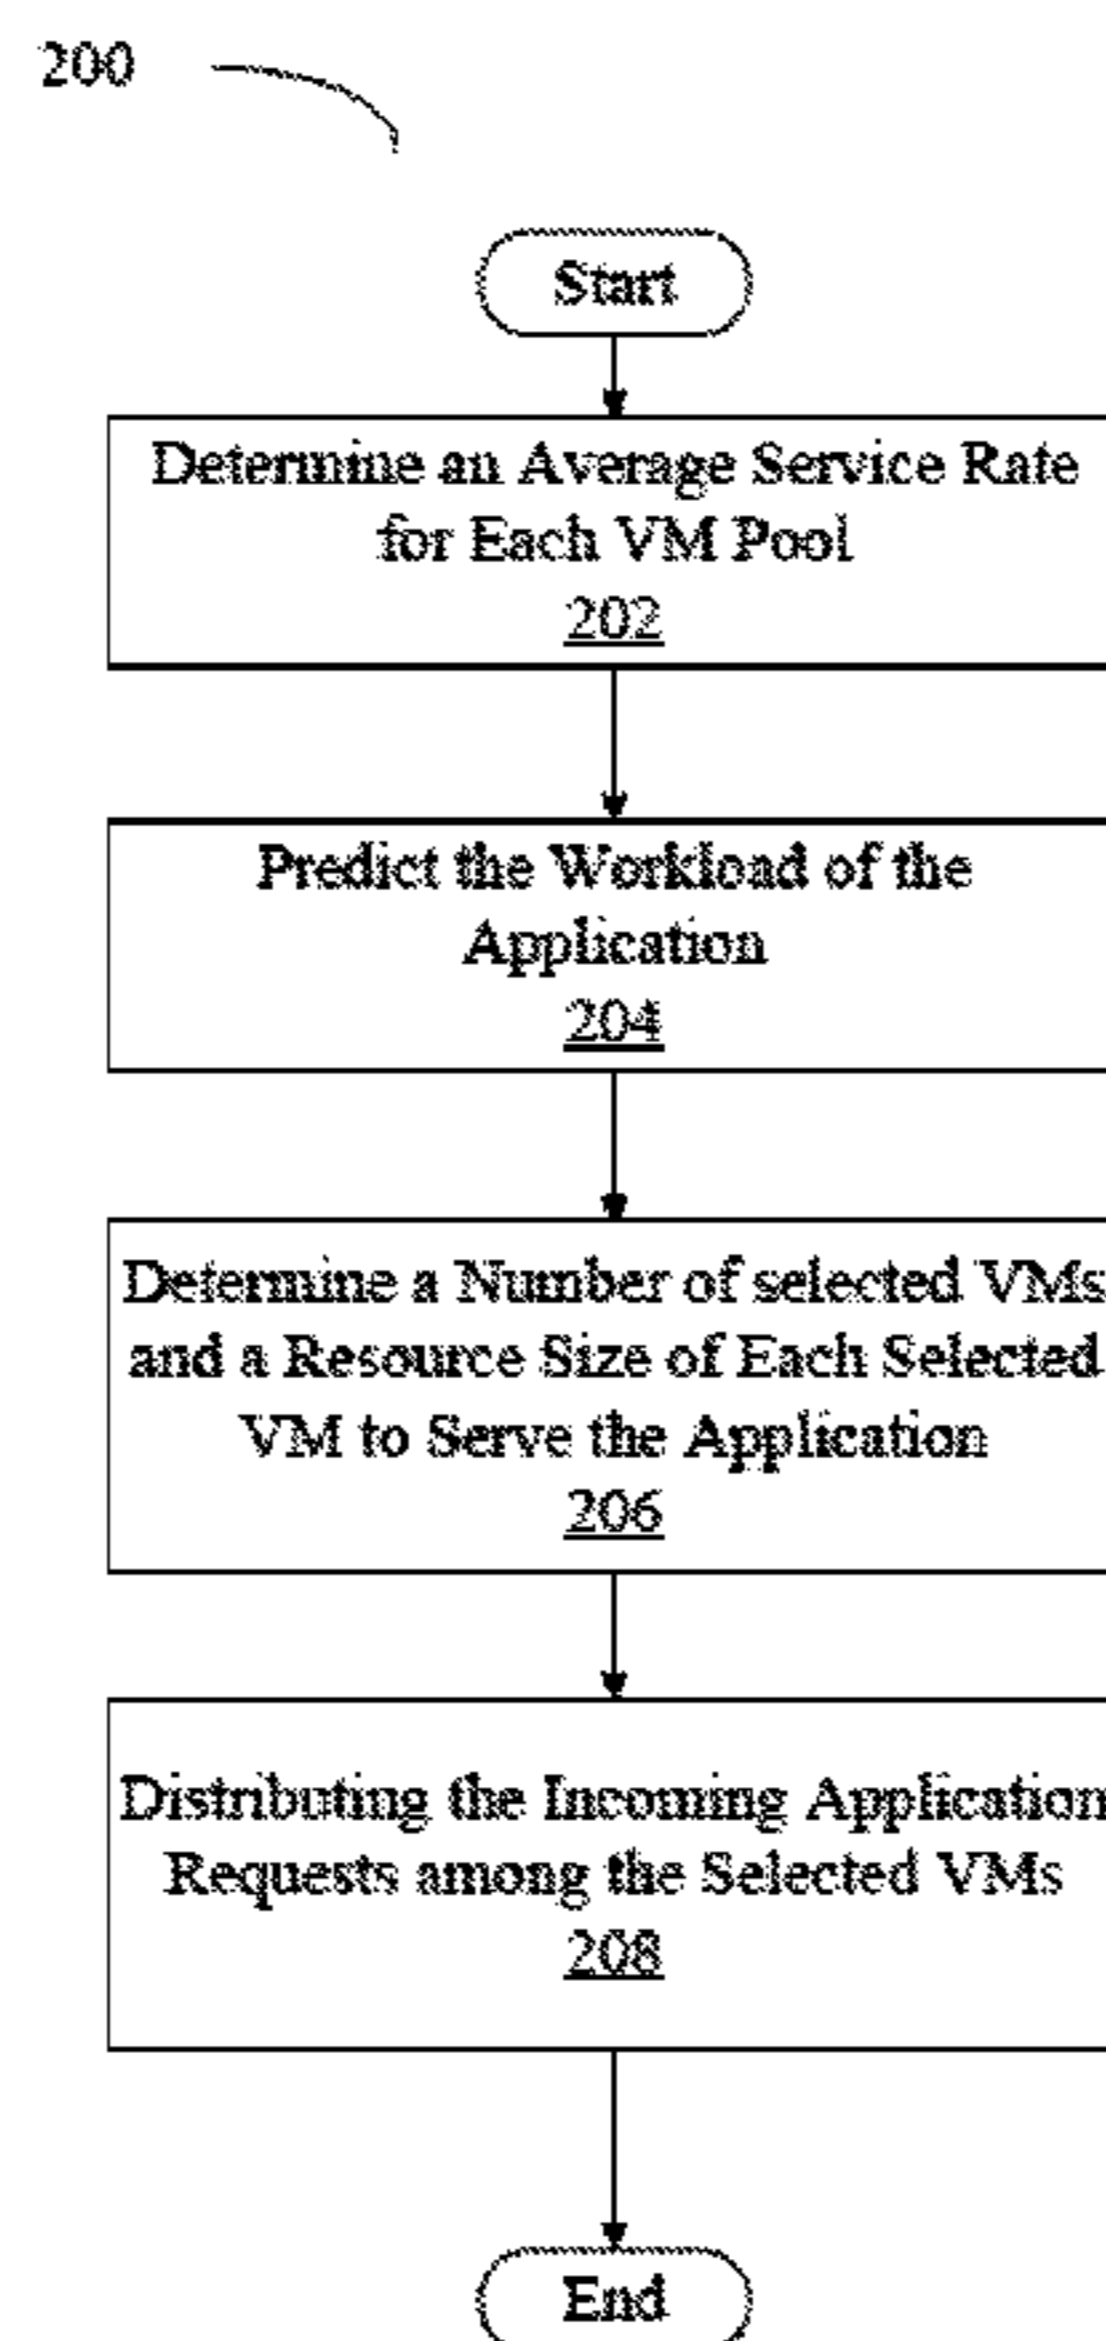 200
Start
Determine an Average Service Rate
for Each VM Pool
202
Predict the Workload of the
Application
204
Determine a Number of selected VMs
and a Resource Size of Each Selected
VM to Serve the Application
206
Distributing the Incoming Application
Requests among the Selected VMs
208
End